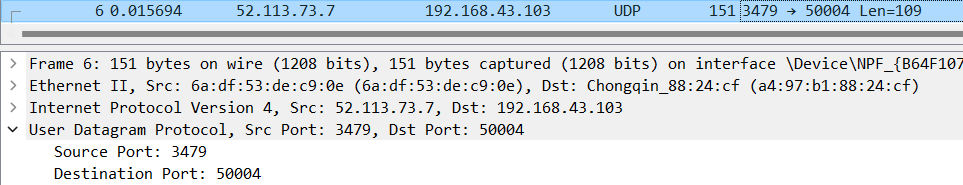 6 0.015694 52.113.73.7 192.168.43.103 UDP 151 3479 → 50004 Len=109
Frame 6: 151 bytes on wire (1208 bits), 151 bytes captured (1208 bits) on interface \Device\NPF_{B64F107
Ethernet II, Src: 6a:df:53:de:c9:0e (6a:df:53:de:c9:0e), Dst: Chongqin_88:24:cf (a4:97:b1:88:24:cf)
Internet Protocol Version 4, Src: 52.113.73.7, Dst: 192.168.43.103
User Datagram Protocol, Src Port: 3479, Dst Port: 50004
Source Port: 3479
Destination Port: 50004